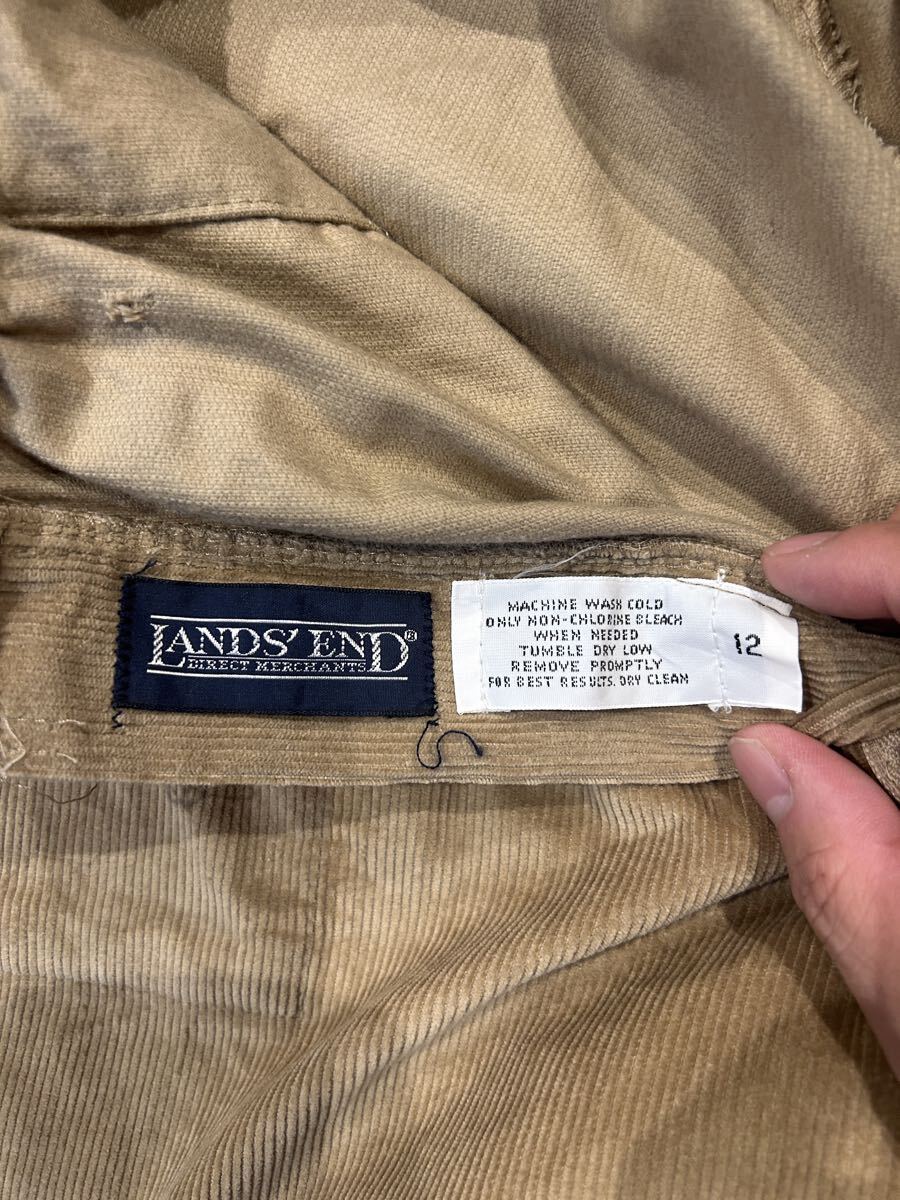 LANDS' END®
DIRECT MERCHANTS
MACHINE WASH COLD
ONLY NON-CHLORINE BLEACH
WHEN NEEDED
TUMBLE DRY LOW
REMOVE PROMPTLY
FOR BEST RESULTS. DRY CLEAN
12